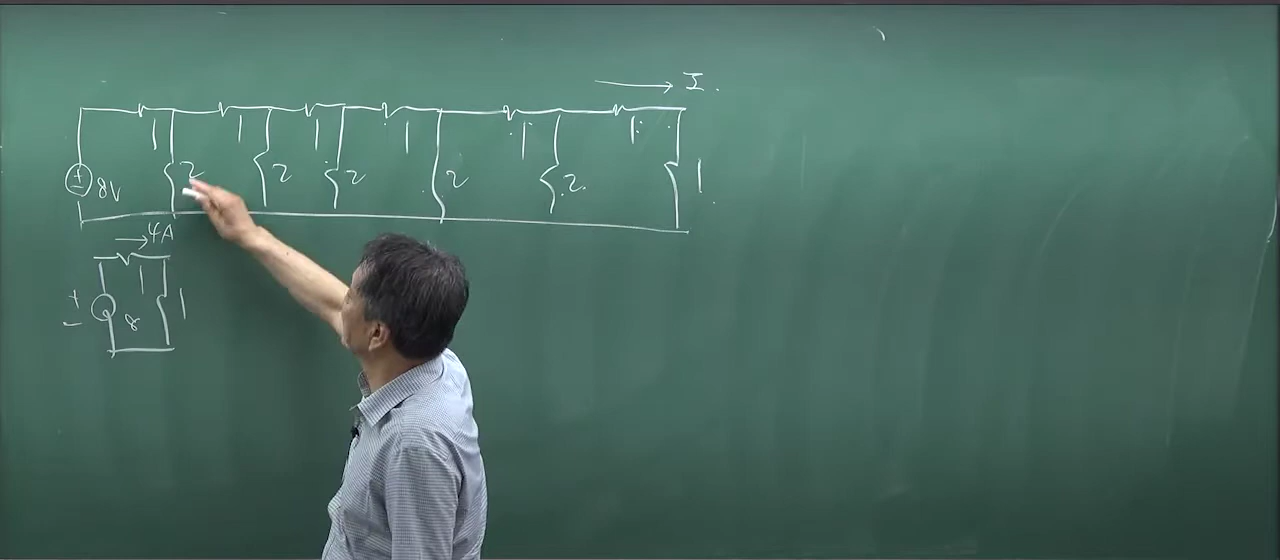 I.
1 1 1 1 1 1
+ - 8V 2 2 2 2 2 1
4A
1
+ - 8 1